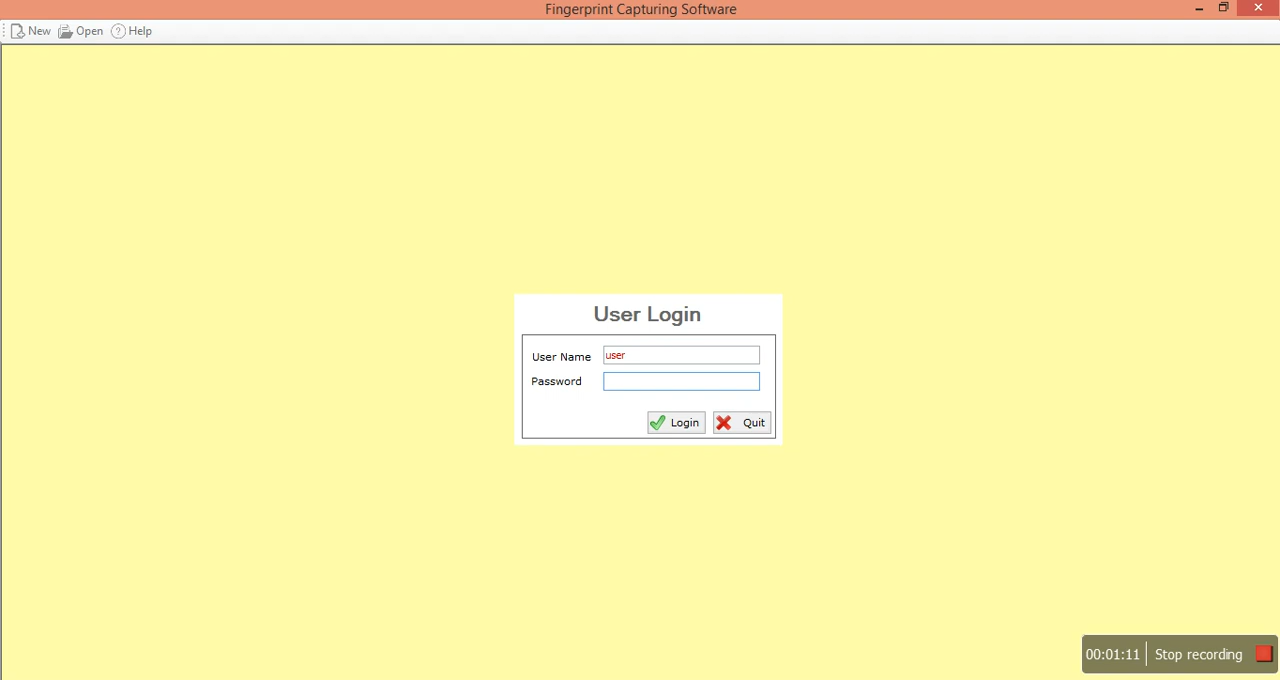 Fingerprint Capturing Software
New Open Help
User Login
User Name user
Password
Login Quit
00:01:11 Stop recording